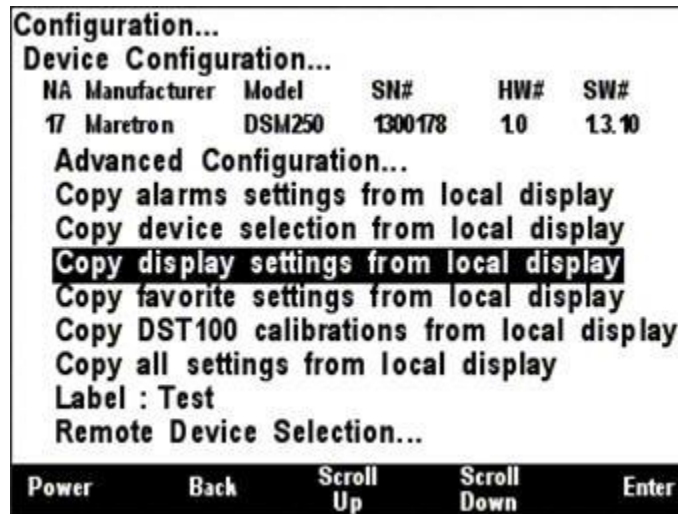 Configuration...
Device Configuration...
NA Manufacturer Model SN# HW# SW#
17 Maretron DSM250 1300178 1.0 1.3.10
Advanced Configuration...
Copy alarms settings from local display
Copy device selection from local display
Copy display settings from local display
Copy favorite settings from local display
Copy DST100 calibrations from local display
Copy all settings from local display
Label : Test
Remote Device Selection...
Power Back Scroll Up Scroll Down Enter